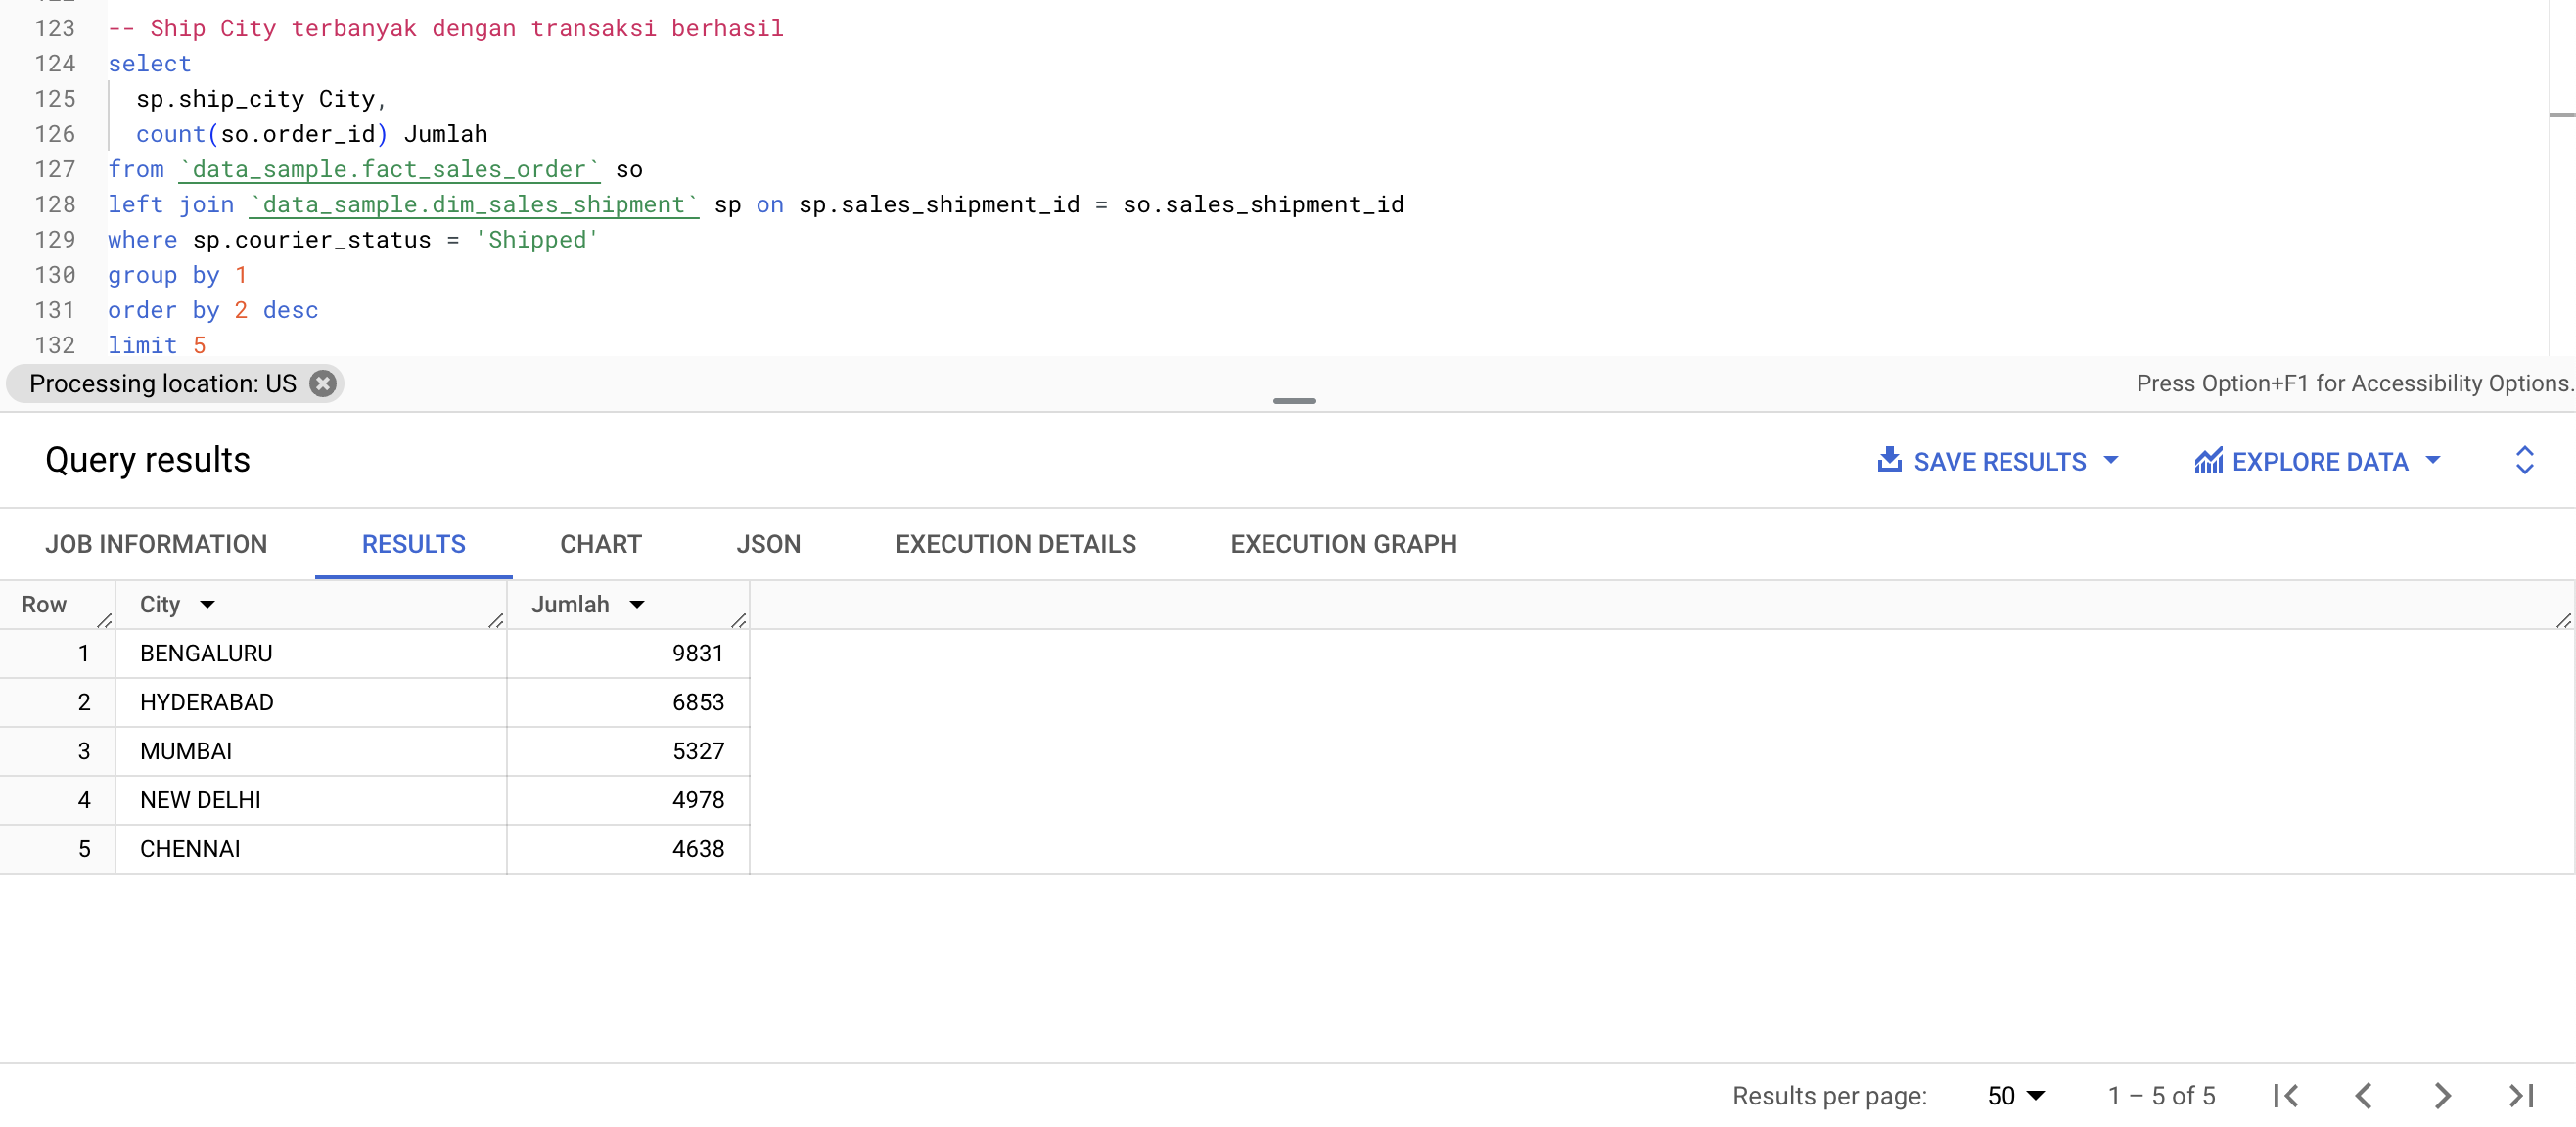 123 -- Ship City terbanyak dengan transaksi berhasil
124 select
125 sp.ship_city City,
126 count(so.order_id) Jumlah
127 from `data_sample.fact_sales_order` so
128 left join `data_sample.dim_sales_shipment` sp on sp.sales_shipment_id = so.sales_shipment_id
129 where sp.courier_status = 'Shipped'
130 group by 1
131 order by 2 desc
132 limit 5
Processing location: US
Press Option+F1 for Accessibility Options.
Query results
SAVE RESULTS
EXPLORE DATA
JOB INFORMATION RESULTS CHART JSON EXECUTION DETAILS EXECUTION GRAPH
Row City Jumlah
1 BENGALURU 9831
2 HYDERABAD 6853
3 MUMBAI 5327
4 NEW DELHI 4978
5 CHENNAI 4638
Results per page: 50 1 – 5 of 5